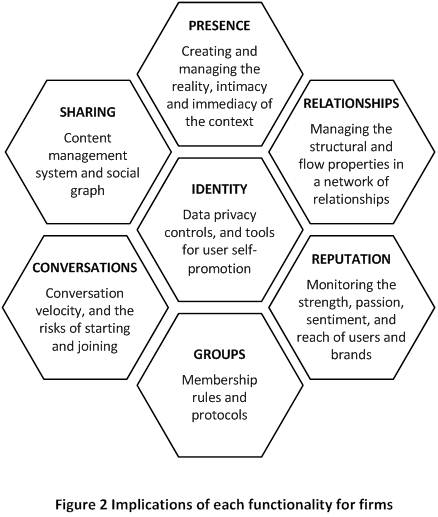 PRESENCE
Creating and
managing the
reality, intimacy
and immediacy of
the context
SHARING
Content
management
system and social
graph
RELATIONSHIPS
Managing the
structural and
flow properties in
a network of
relationships
IDENTITY
Data privacy
controls, and tools
for user self-
promotion
CONVERSATIONS
Conversation
velocity, and the
risks of starting
and joining
REPUTATION
Monitoring the
strength, passion,
sentiment, and
reach of users and
brands
GROUPS
Membership
rules and
protocols
Figure 2 Implications of each functionality for firms